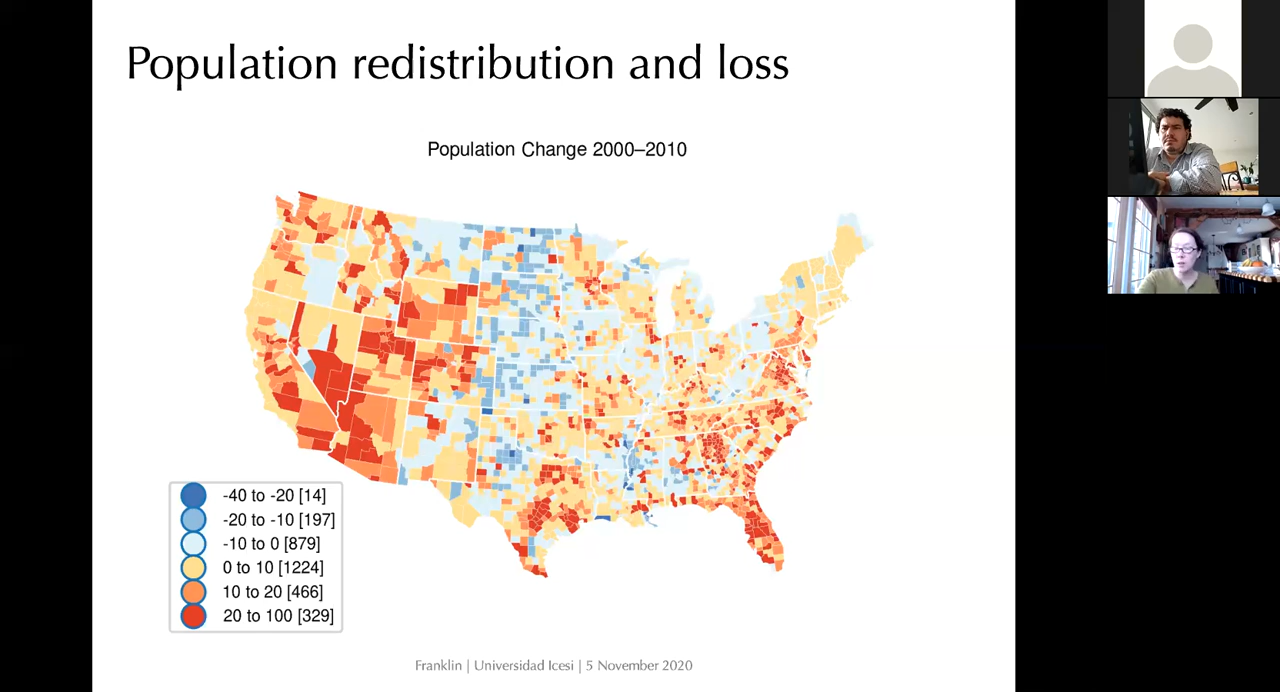 Population redistribution and loss
Population Change 2000–2010
-40 to -20 [14]
-20 to -10 [197]
-10 to 0 [879]
0 to 10 [1224]
10 to 20 [466]
20 to 100 [329]
Franklin | Universidad Icesi | 5 November 2020